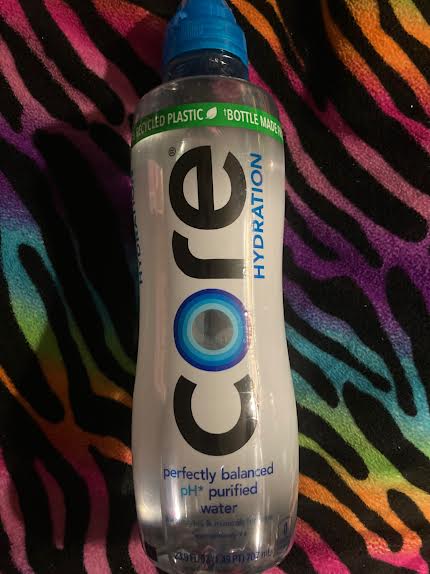 RECYCLED PLASTIC †BOTTLE MADE
core®
HYDRATION
perfectly balanced
pH* purified
water